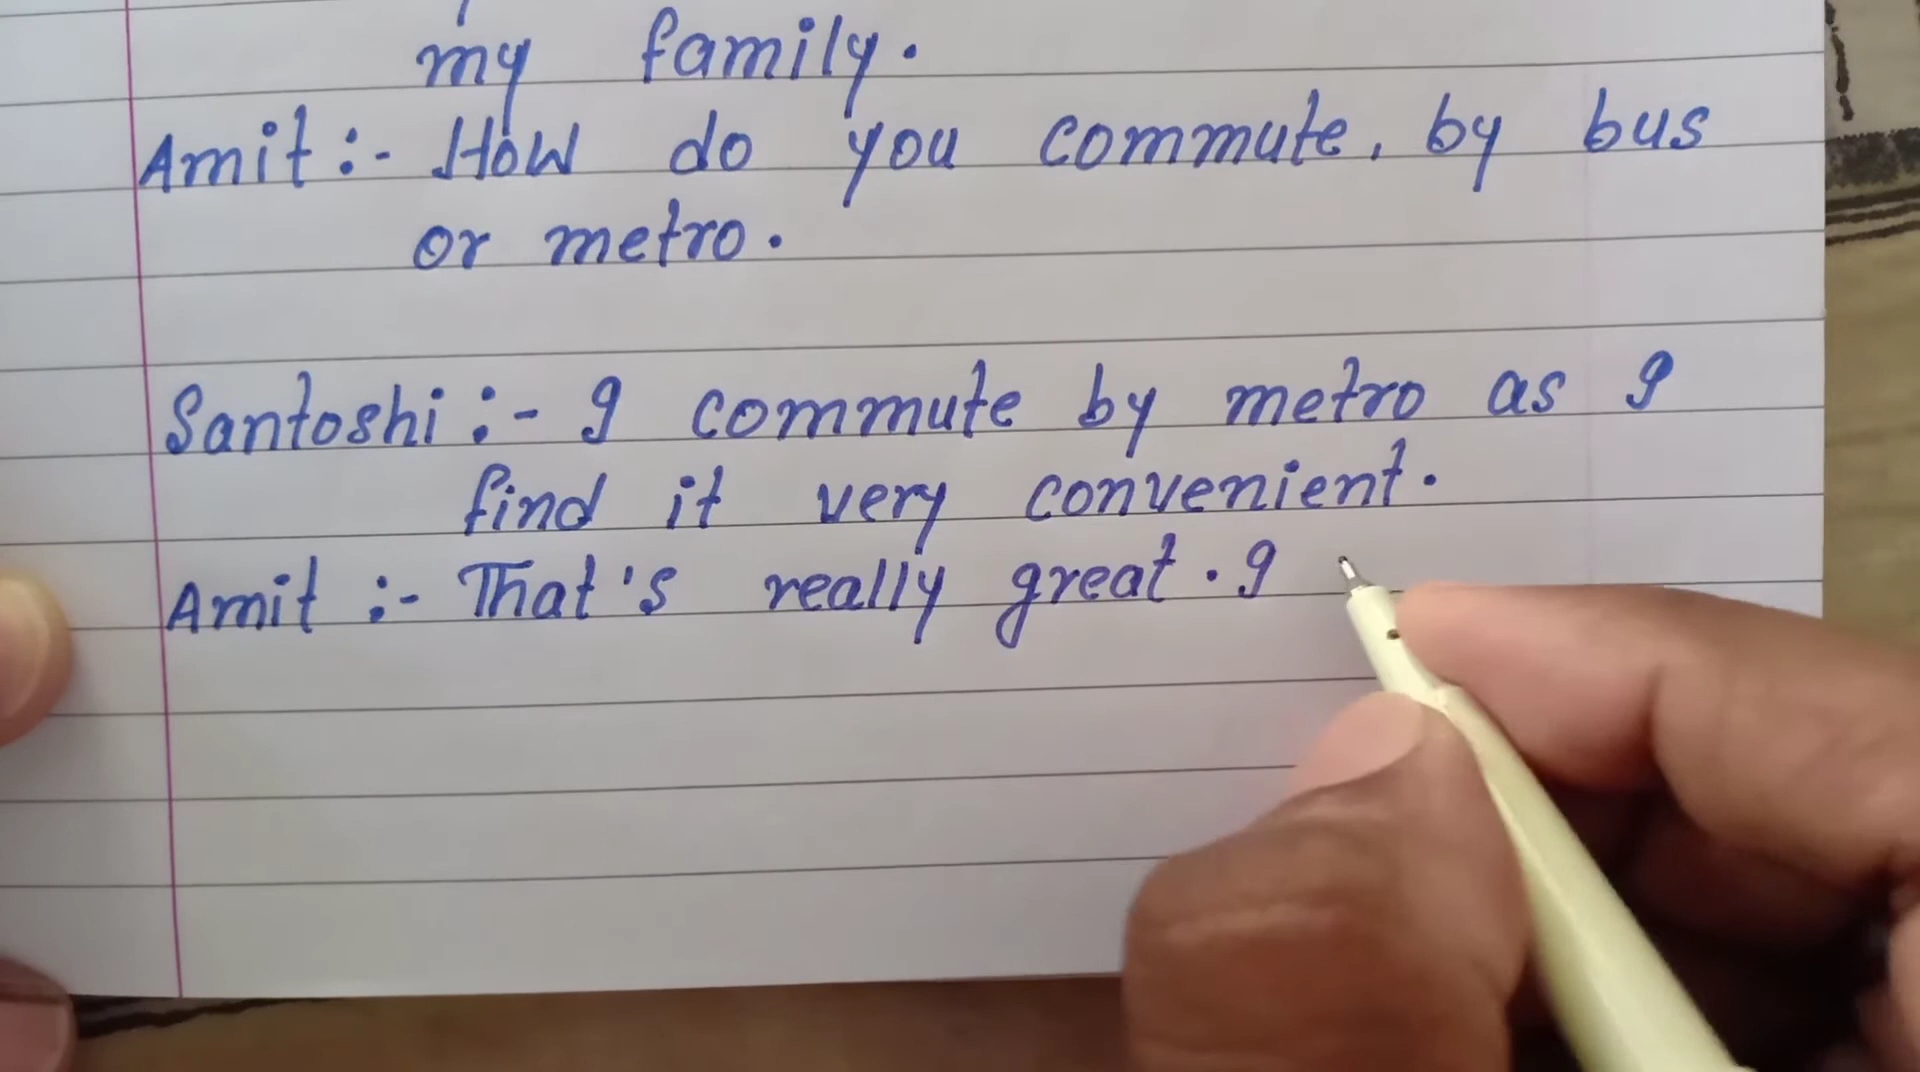 my family.
Amit :- How do you commute, by bus
or metro.
Santoshi :- I commute by metro as I
find it very convenient.
Amit :- That's really great. I